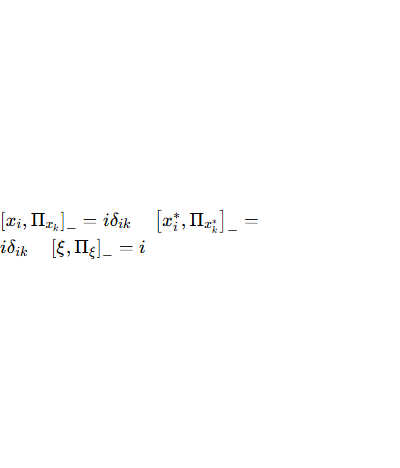 $[x_i, \Pi_{x_k}]_- = i\delta_{ik} \quad [x_i^*, \Pi_{x_k^*}]_- =$
$i\delta_{ik} \quad [\xi, \Pi_\xi]_- = i$